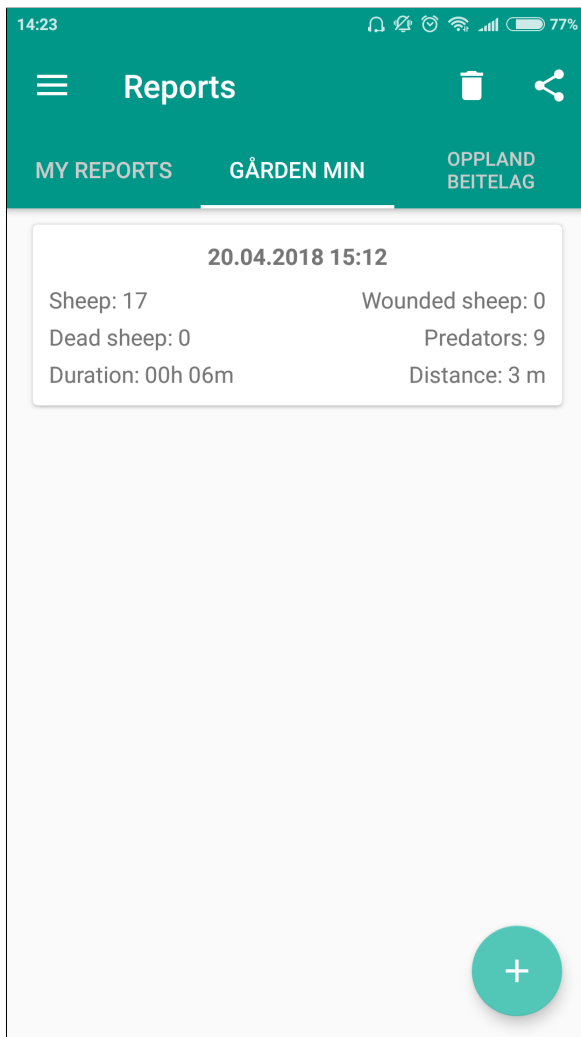 14:23 77%
Reports
MY REPORTS GÅRDEN MIN OPPLAND
BEITELAG
20.04.2018 15:12
Sheep: 17 Wounded sheep: 0
Dead sheep: 0 Predators: 9
Duration: 00h 06m Distance: 3 m
+